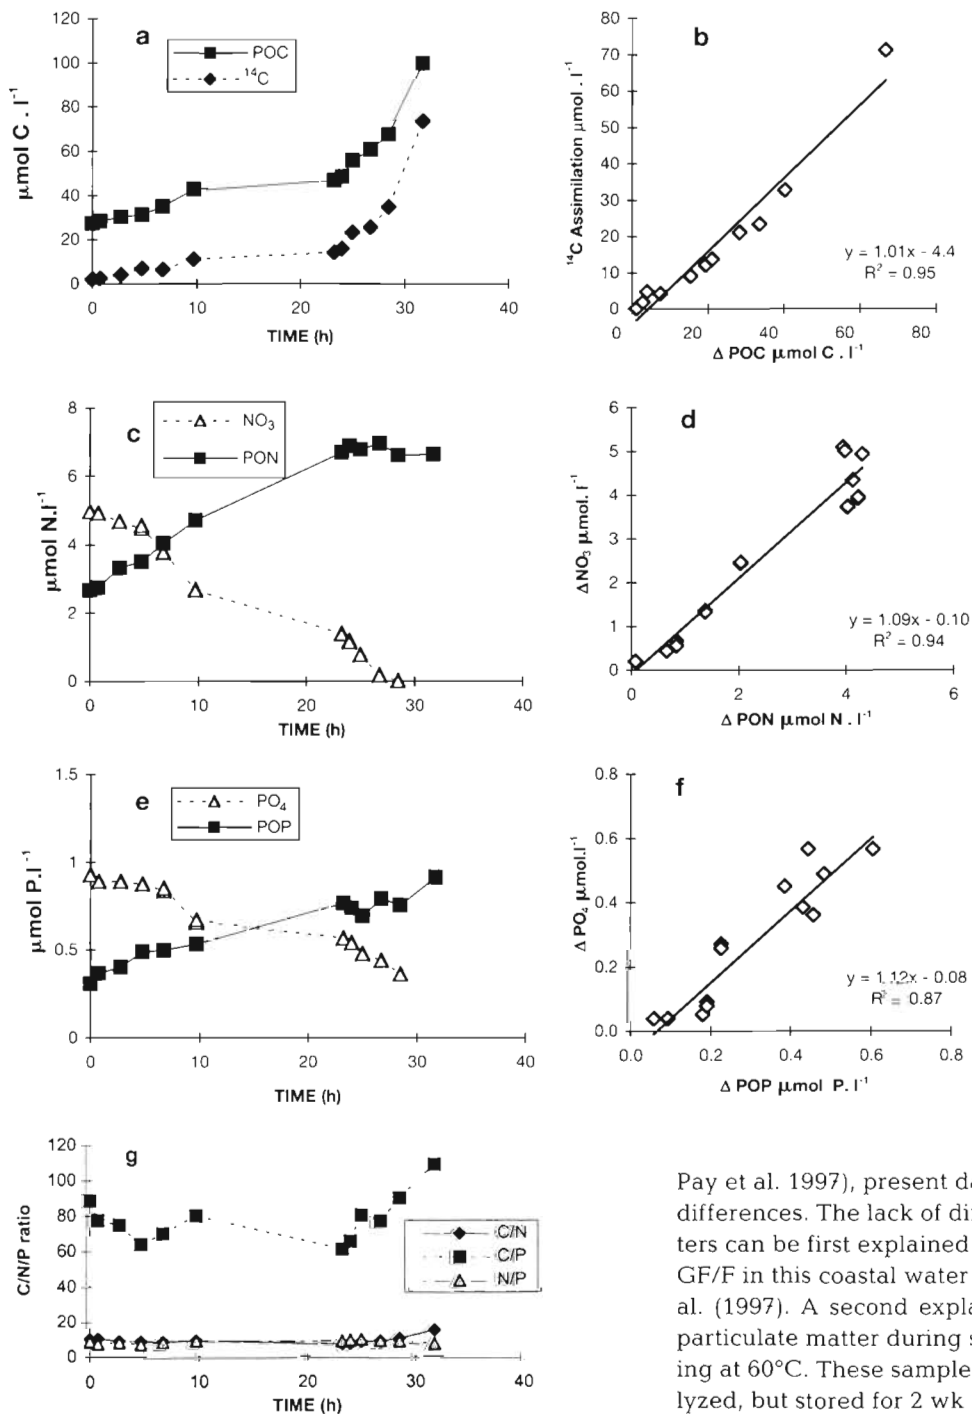 a
POC
¹⁴C
120
100
80
60
40
20
0
µmol C . l⁻¹
0
10
20
30
40
TIME (h)
b
80
70
60
50
40
30
20
10
0
¹⁴C Assimilation µmol . l⁻¹
y = 1.01x - 4.4
R² = 0.95
0
20
40
60
80
Δ POC µmol C . l⁻¹
c
NO₃
PON
8
6
4
2
0
µmol N.l⁻¹
0
10
20
30
40
TIME (h)
d
6
5
4
3
2
1
0
ΔNO₃ µmol. l⁻¹
y = 1.09x - 0.10
R² = 0.94
0
2
4
6
Δ PON µmol N . l⁻¹
e
PO₄
POP
1.5
1
0.5
0
µmol P.l⁻¹
0
10
20
30
40
TIME (h)
f
0.8
0.6
0.4
0.2
0.0
Δ PO₄ µmol.l⁻¹
y = 1.12x - 0.08
R² = 0.87
0.0
0.2
0.4
0.6
0.8
Δ POP µmol P. l⁻¹
g
C/N
C/P
N/P
120
100
80
60
40
20
0
C/N/P ratio
0
10
20
30
40
TIME (h)
Pay et al. 1997), present da
differences. The lack of di
ters can be first explained
GF/F in this coastal water
al. (1997). A second expla
particulate matter during s
ing at 60°C. These sample
lyzed, but stored for 2 wk